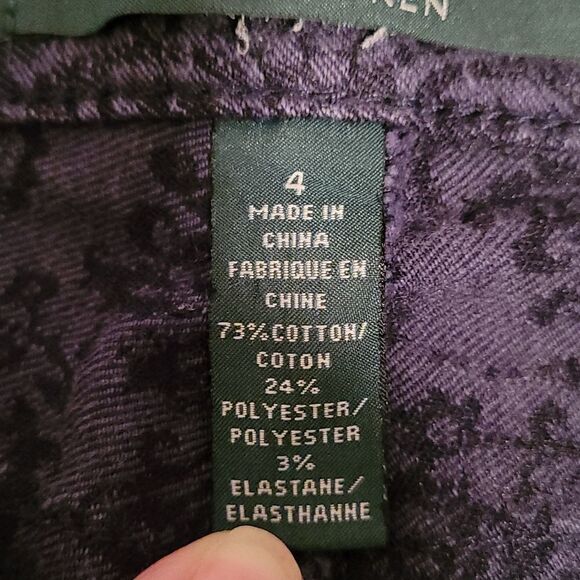 4
MADE IN
CHINA
FABRIQUE EN
CHINE
73%COTTON/
COTON
24%
POLYESTER/
POLYESTER
3%
ELASTANE/
ELASTHANNE